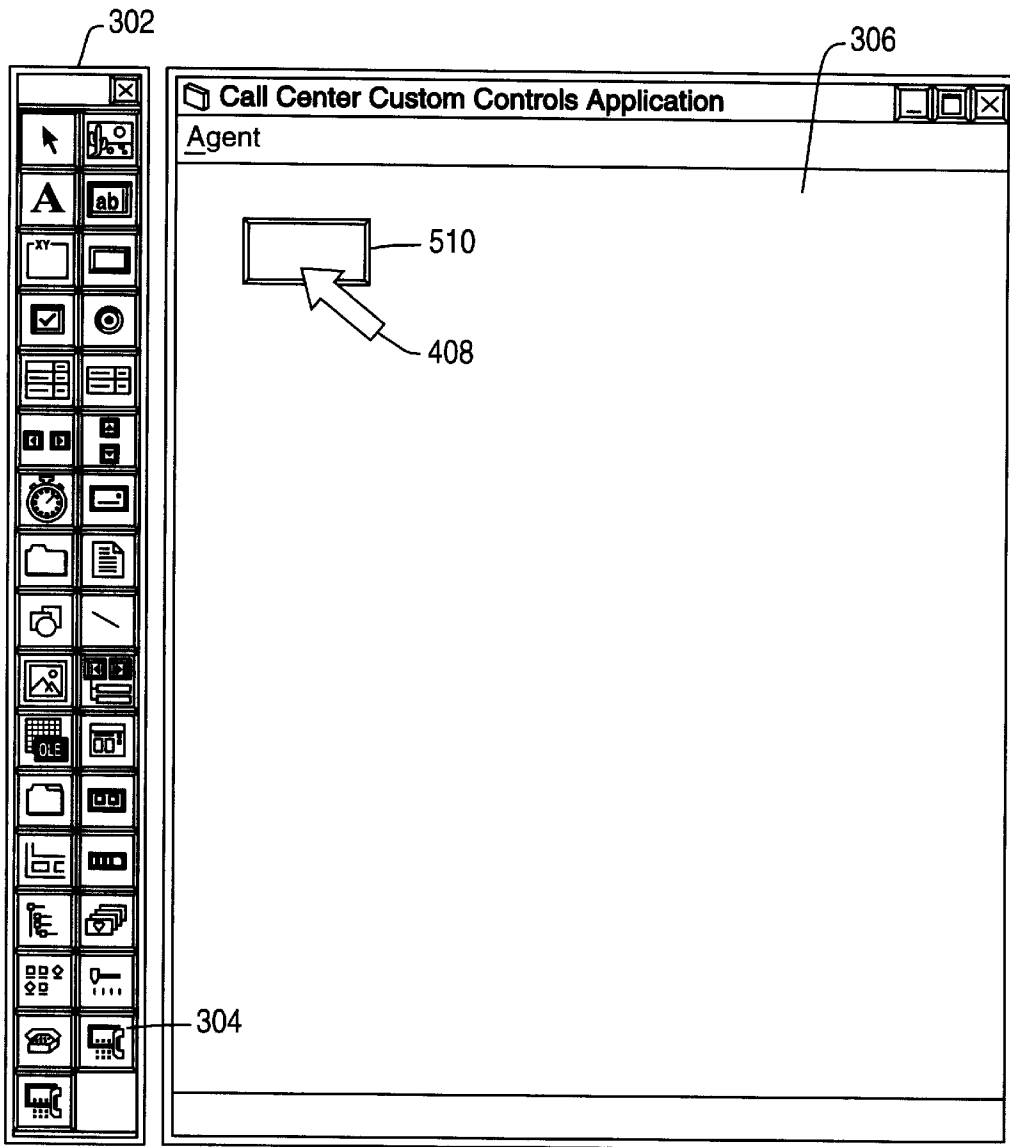 302
306
Call Center Custom Controls Application
Agent
A
ab
XY
510
408
OLE
304